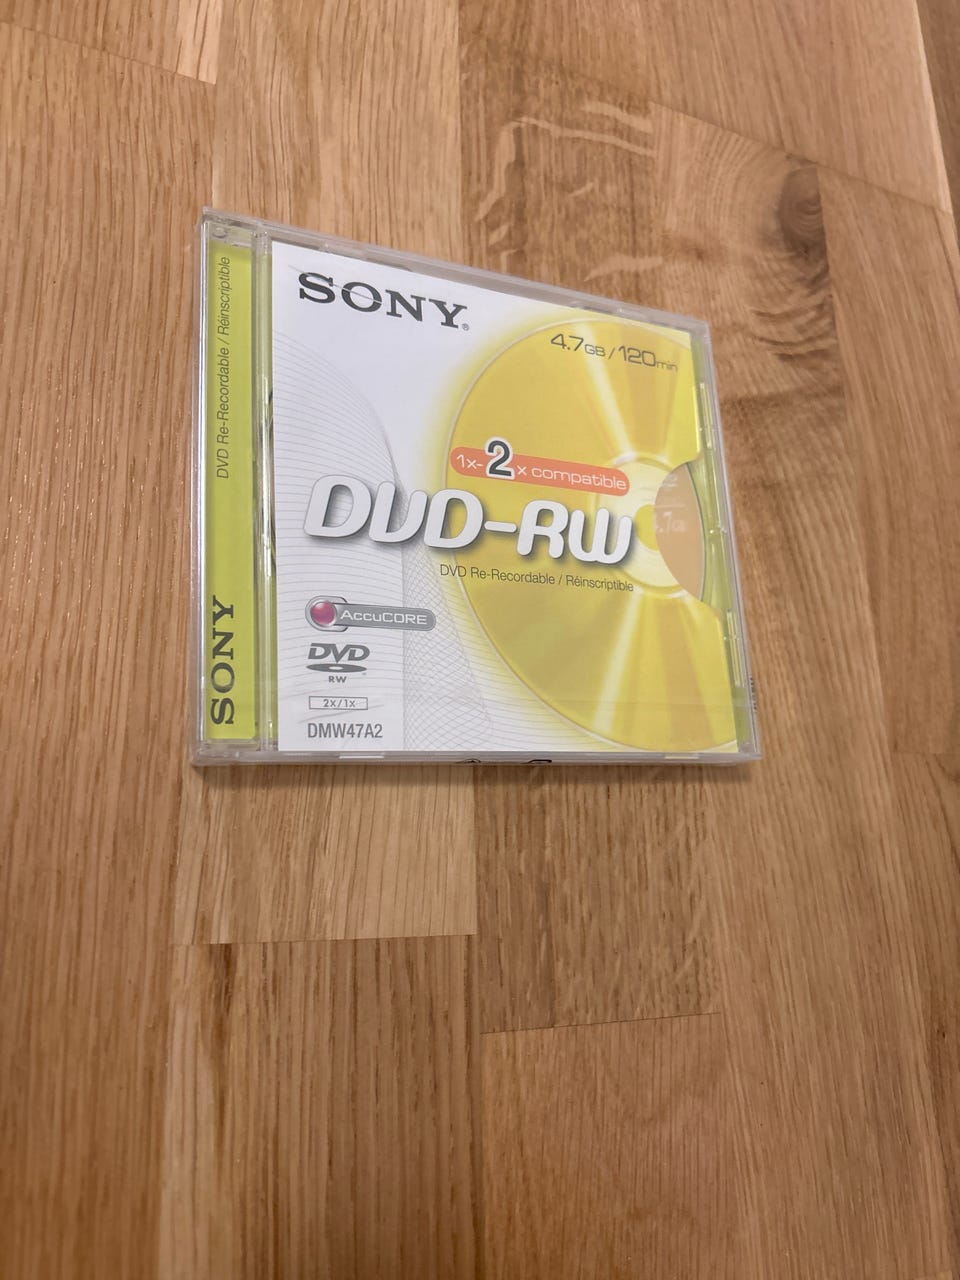 SONY®
4.7GB / 120min
1x-2x compatible
DVD-RW
DVD Re-Recordable / Réinscriptible
AccuCORE
DVD
RW
2x/1x
DMW47A2
DVD Re-Recordable / Réinscriptible
SONY